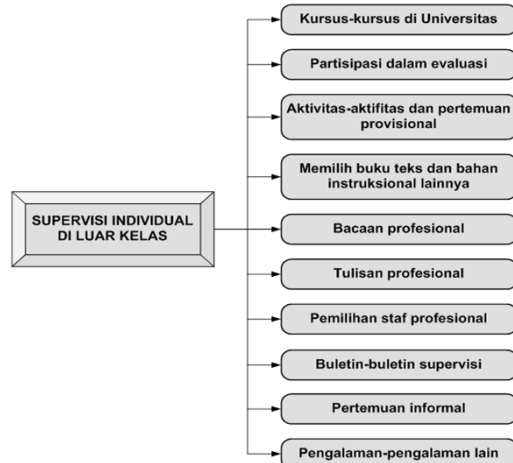 Kursus-kursus di Universitas
Partisipasi dalam evaluasi
Aktivitas-aktifitas dan pertemuan
provisional
Memilih buku teks dan bahan
instruksional lainnya
SUPERVISI INDIVIDUAL
DI LUAR KELAS
Bacaan profesional
Tulisan profesional
Pemilihan staf profesional
Buletin-buletin supervisi
Pertemuan informal
Pengalaman-pengalaman lain